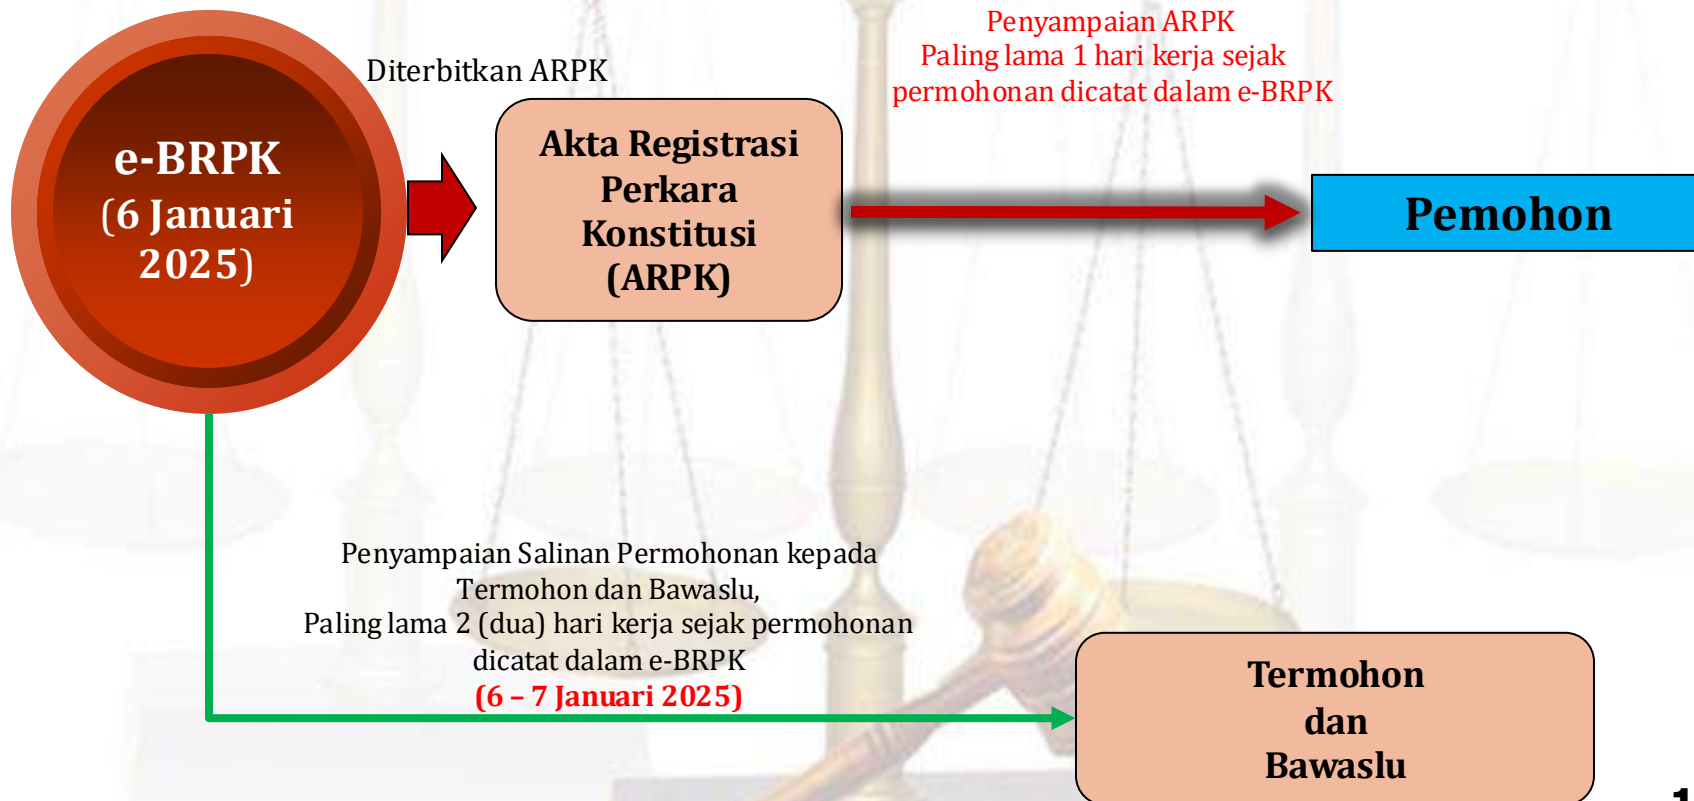 e-BRPK
(6 Januari
2025)
Diterbitkan ARPK
Akta Registrasi
Perkara
Konstitusi
(ARPK)
Penyampaian ARPK
Paling lama 1 hari kerja sejak
permohonan dicatat dalam e-BRPK
Pemohon
Penyampaian Salinan Permohonan kepada
Termohon dan Bawaslu,
Paling lama 2 (dua) hari kerja sejak permohonan
dicatat dalam e-BRPK
(6 – 7 Januari 2025)
Termohon
dan
Bawaslu